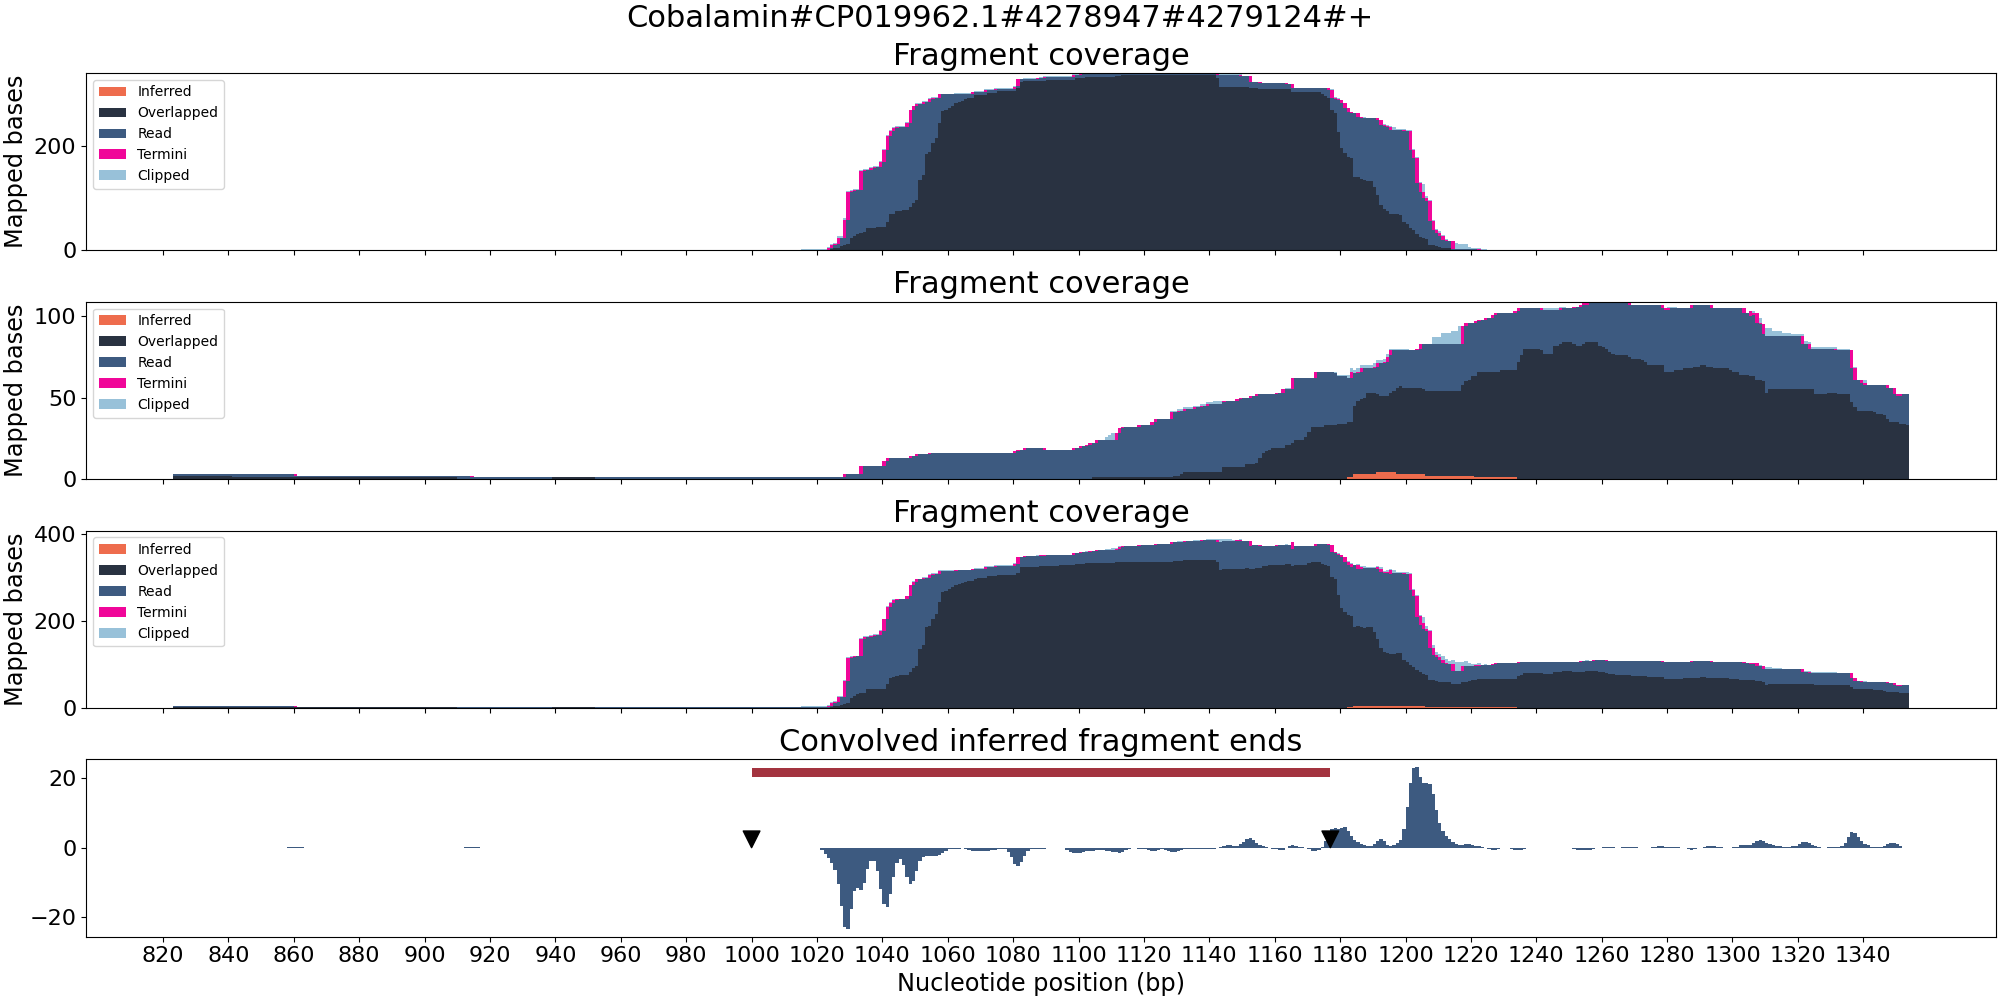 Cobalamin#CP019962.1#4278947#4279124#+
Fragment coverage
Mapped bases
200
0
Inferred
Overlapped
Read
Termini
Clipped
Fragment coverage
Mapped bases
100
50
0
Inferred
Overlapped
Read
Termini
Clipped
Fragment coverage
Mapped bases
400
200
0
Inferred
Overlapped
Read
Termini
Clipped
Convolved inferred fragment ends
20
0
−20
820 840 860 880 900 920 940 960 980 1000 1020 1040 1060 1080 1100 1120 1140 1160 1180 1200 1220 1240 1260 1280 1300 1320 1340
Nucleotide position (bp)